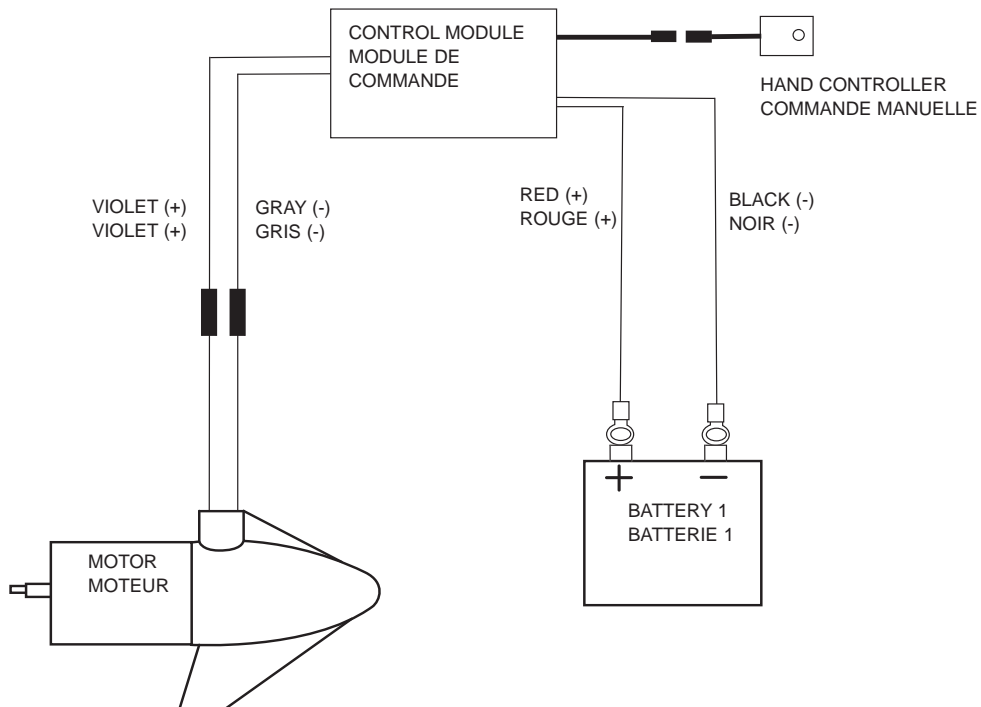 CONTROL MODULE
MODULE DE
COMMANDE
HAND CONTROLLER
COMMANDE MANUELLE
VIOLET (+)
VIOLET (+)
GRAY (-)
GRIS (-)
RED (+)
ROUGE (+)
BLACK (-)
NOIR (-)
+
−
BATTERY 1
BATTERIE 1
MOTOR
MOTEUR